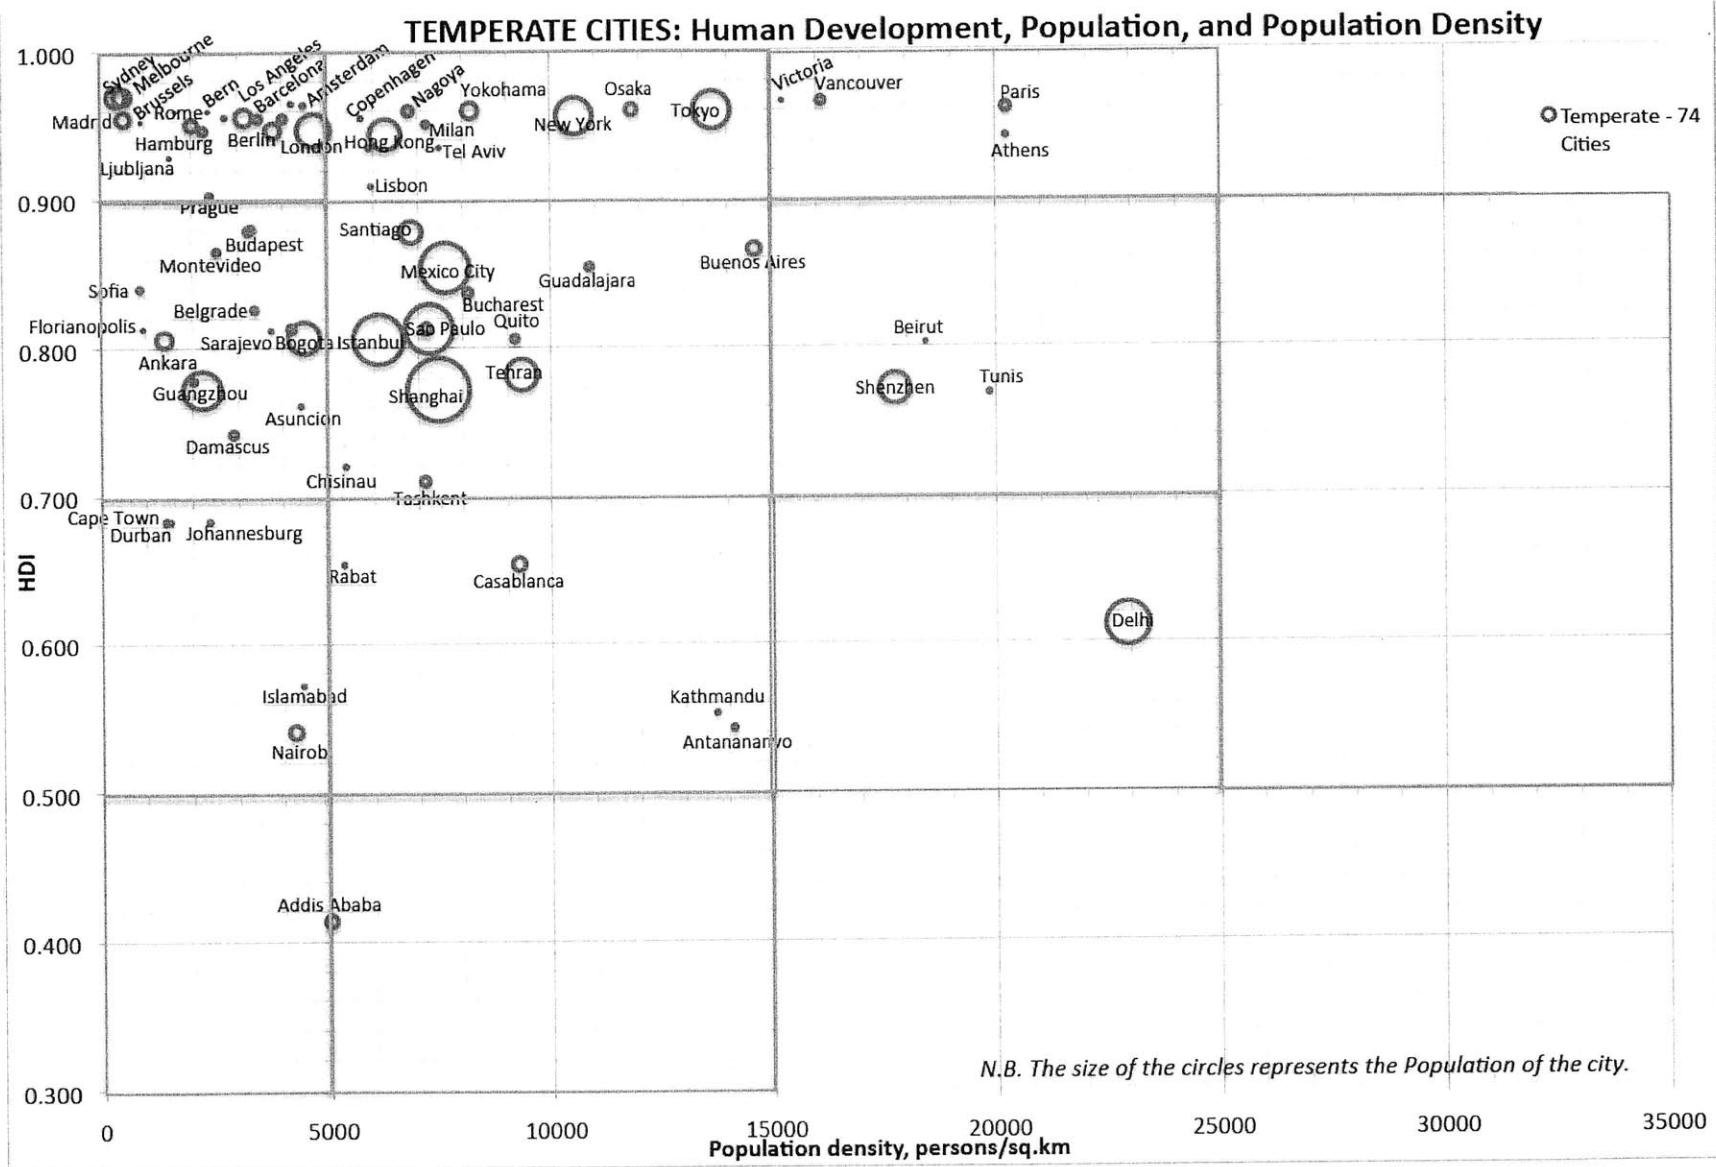 TEMPERATE CITIES: Human Development, Population, and Population Density
1.000
Sydney
Melbourne
Brussels
Bern
Los Angeles
Barcelona
Amsterdam
Copenhagen
Nagoya
Yokohama
Osaka
Victoria
Vancouver
Paris
Madrid
Rome
Hamburg
Berlin
London
Hong Kong
Milan
Tel Aviv
New York
Tokyo
Athens
Temperate - 74
Cities
Ljubljana
Lisbon
0.900
Prague
Santiago
Budapest
Montevideo
Mexico City
Guadalajara
Buenos Aires
Sofia
Belgrade
Bucharest
Florianopolis
Sarajevo
Bogota
Istanbul
Sao Paulo
Quito
Beirut
0.800
Ankara
Guangzhou
Shanghai
Tehran
Shenzhen
Tunis
Asuncion
Damascus
Chisinau
Tashkent
0.700
Cape Town
Durban
Johannesburg
Rabat
Casablanca
HDI
Delhi
0.600
Islamabad
Kathmandu
Nairobi
Antananarivo
0.500
Addis Ababa
0.400
N.B. The size of the circles represents the Population of the city.
0.300
0
5000
10000
15000
20000
25000
30000
35000
Population density, persons/sq.km